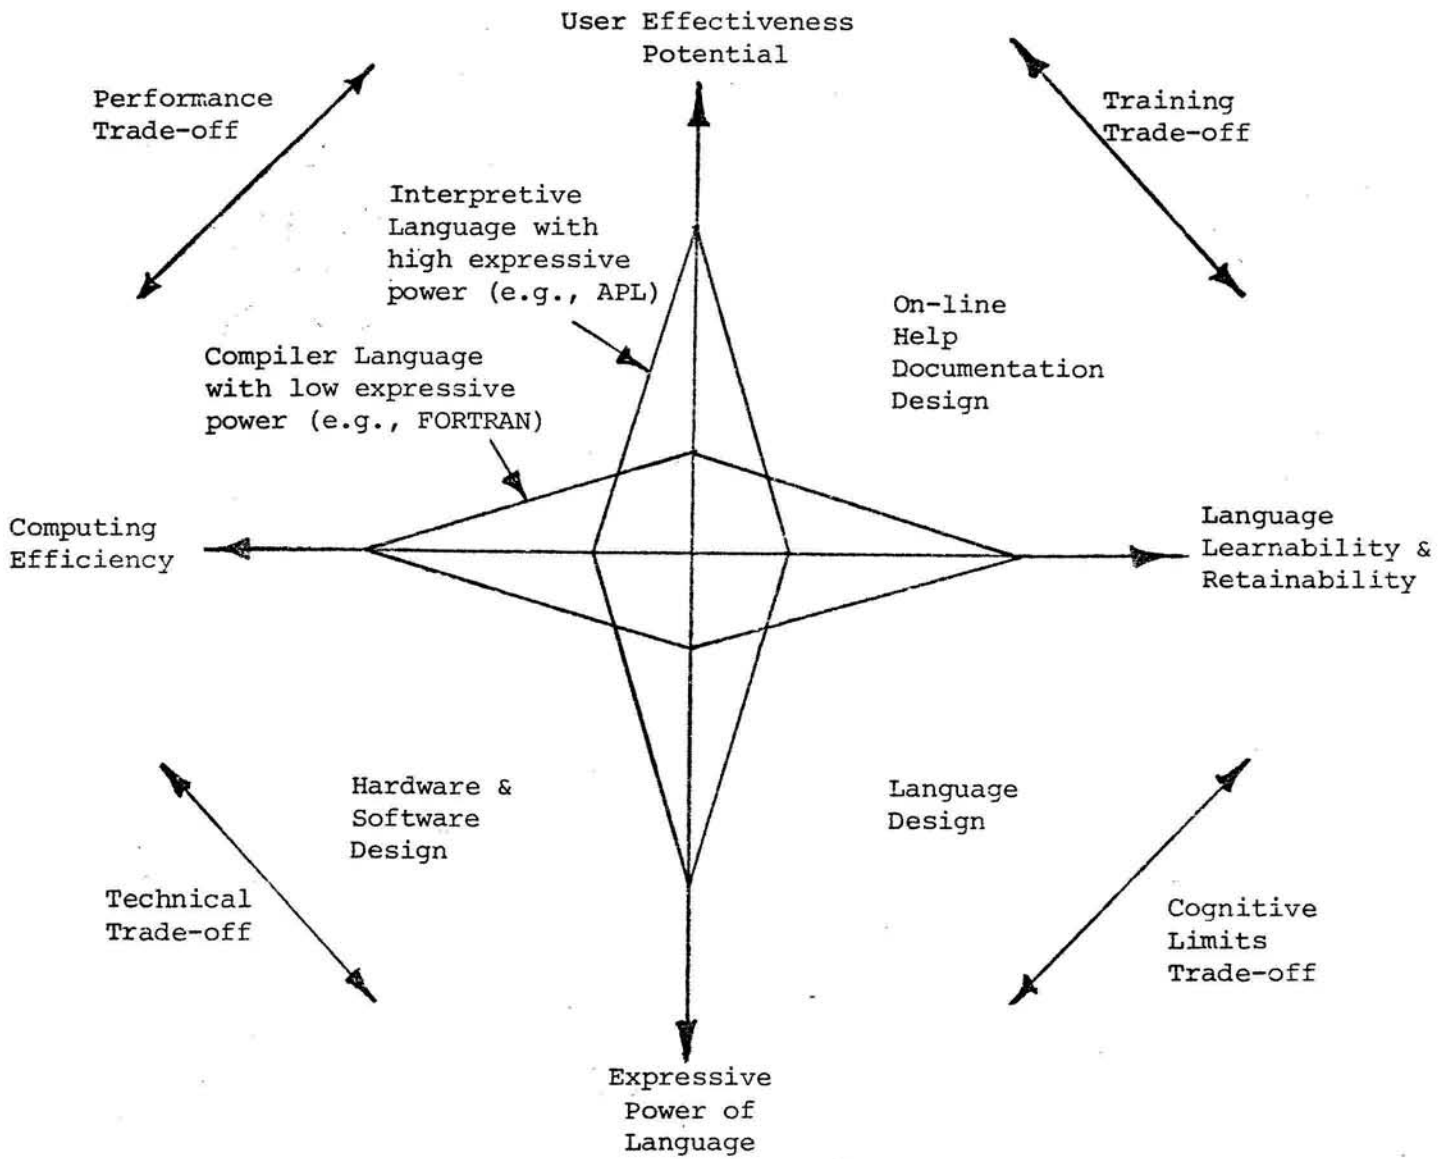 User Effectiveness
Potential
Performance
Trade-off
Training
Trade-off
Interpretive
Language with
high expressive
power (e.g., APL)
On-line
Help
Documentation
Design
Compiler Language
with low expressive
power (e.g., FORTRAN)
Computing
Efficiency
Language
Learnability &
Retainability
Hardware &
Software
Design
Language
Design
Technical
Trade-off
Cognitive
Limits
Trade-off
Expressive
Power of
Language